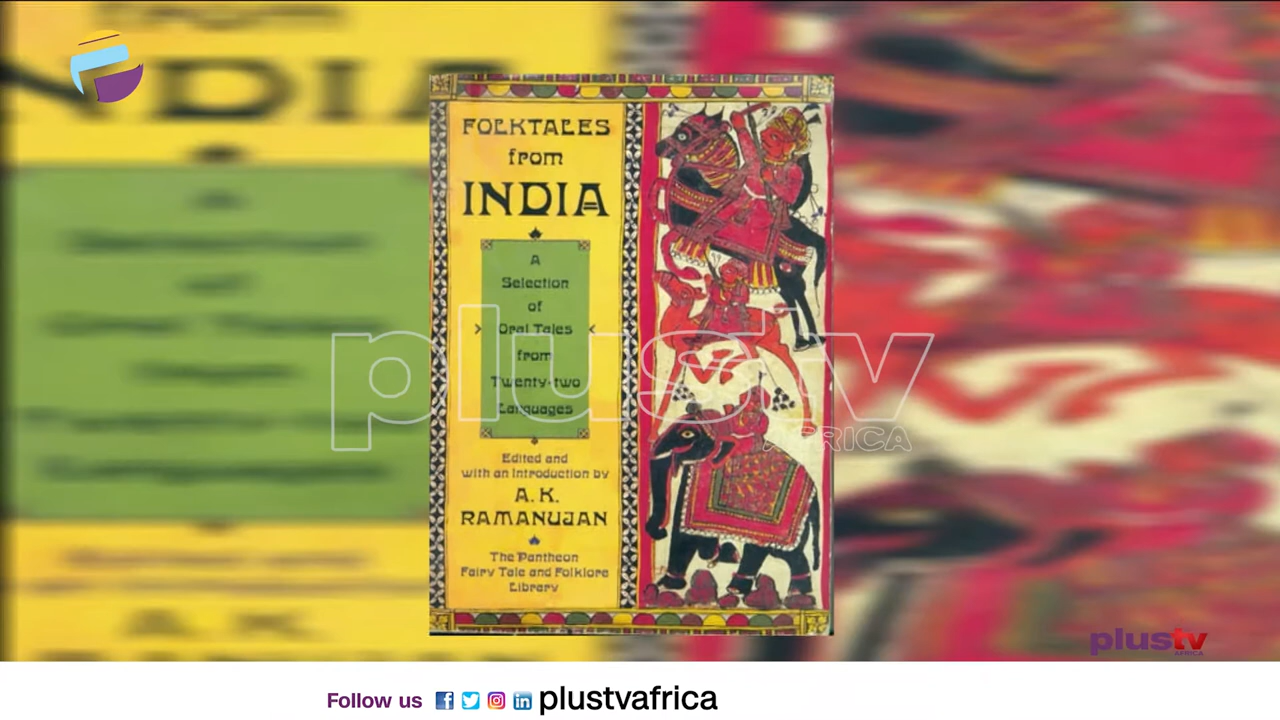 FOLKTALES
from
INDIA
A
Selection
of
Oral Tales
from
Twenty-two
Languages
Edited and
with an Introduction by
A. K.
RAMANUJAN
The Pantheon
Fairy Tale and Folklore
Library
plustv
AFRICA
plustv
AFRICA
Follow us plustvafrica